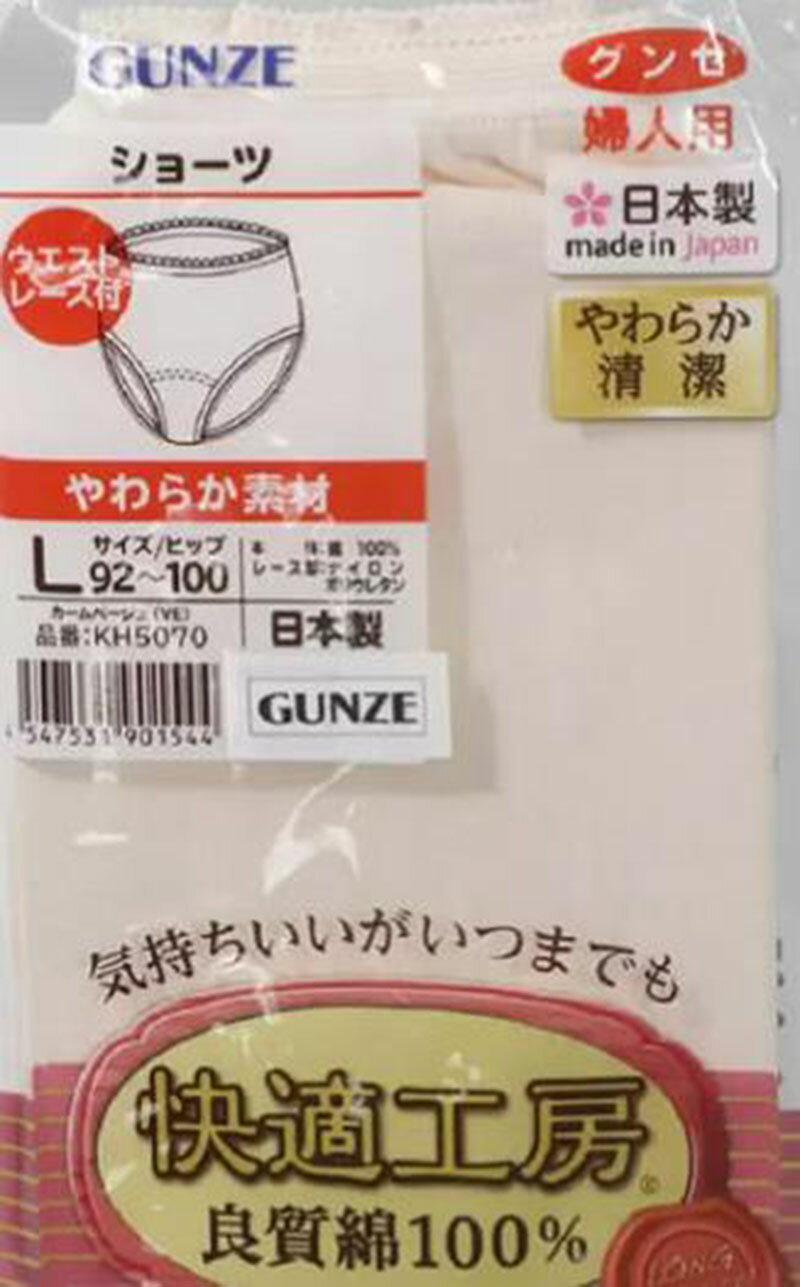 GUNZE
グンゼ
婦人用
ショーツ
日本製
made in Japan
ウエスト
レース付
やわらか
清潔
やわらか素材
L
サイズ/ヒップ
92～100
本体:綿 100%
レース部:ナイロン
ポリウレタン
カームベージュ(VE)
品番:KH5070
日本製
4547531901544
GUNZE
気持ちいいがいつまでも
快適工房®
良質綿100%